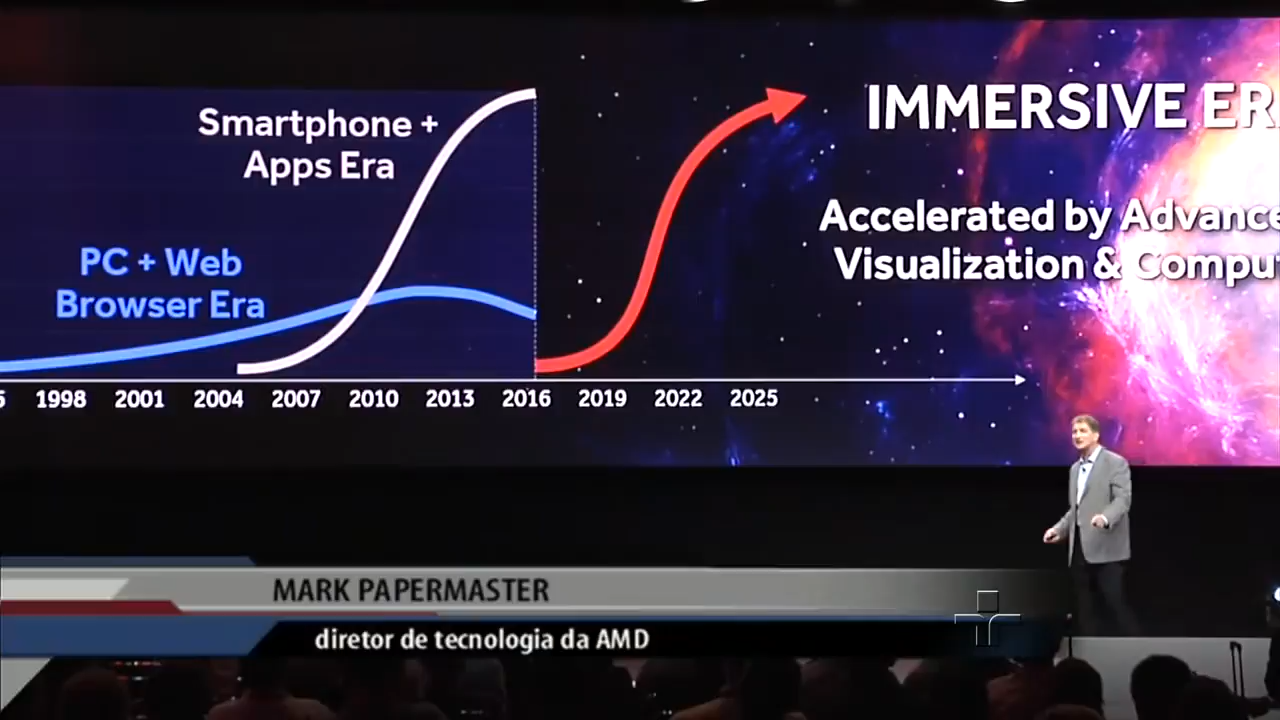 Smartphone +
Apps Era
PC + Web
Browser Era
1998 2001 2004 2007 2010 2013 2016 2019 2022 2025
IMMERSIVE
Accelerated by
Visualization &
MARK PAPERMASTER
diretor de tecnologia da AMD